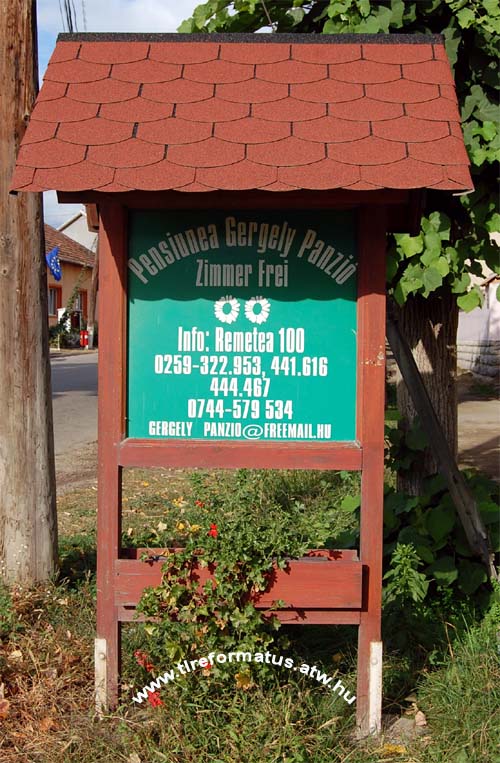 Pensiunea Gergely Panzió
Zimmer Frei
Info: Remetea 100
0259-322.953, 441.616
444.467
0744-579 534
GERGELY PANZIO@FREEMAIL.HU
www.tireformatus.atw.hu